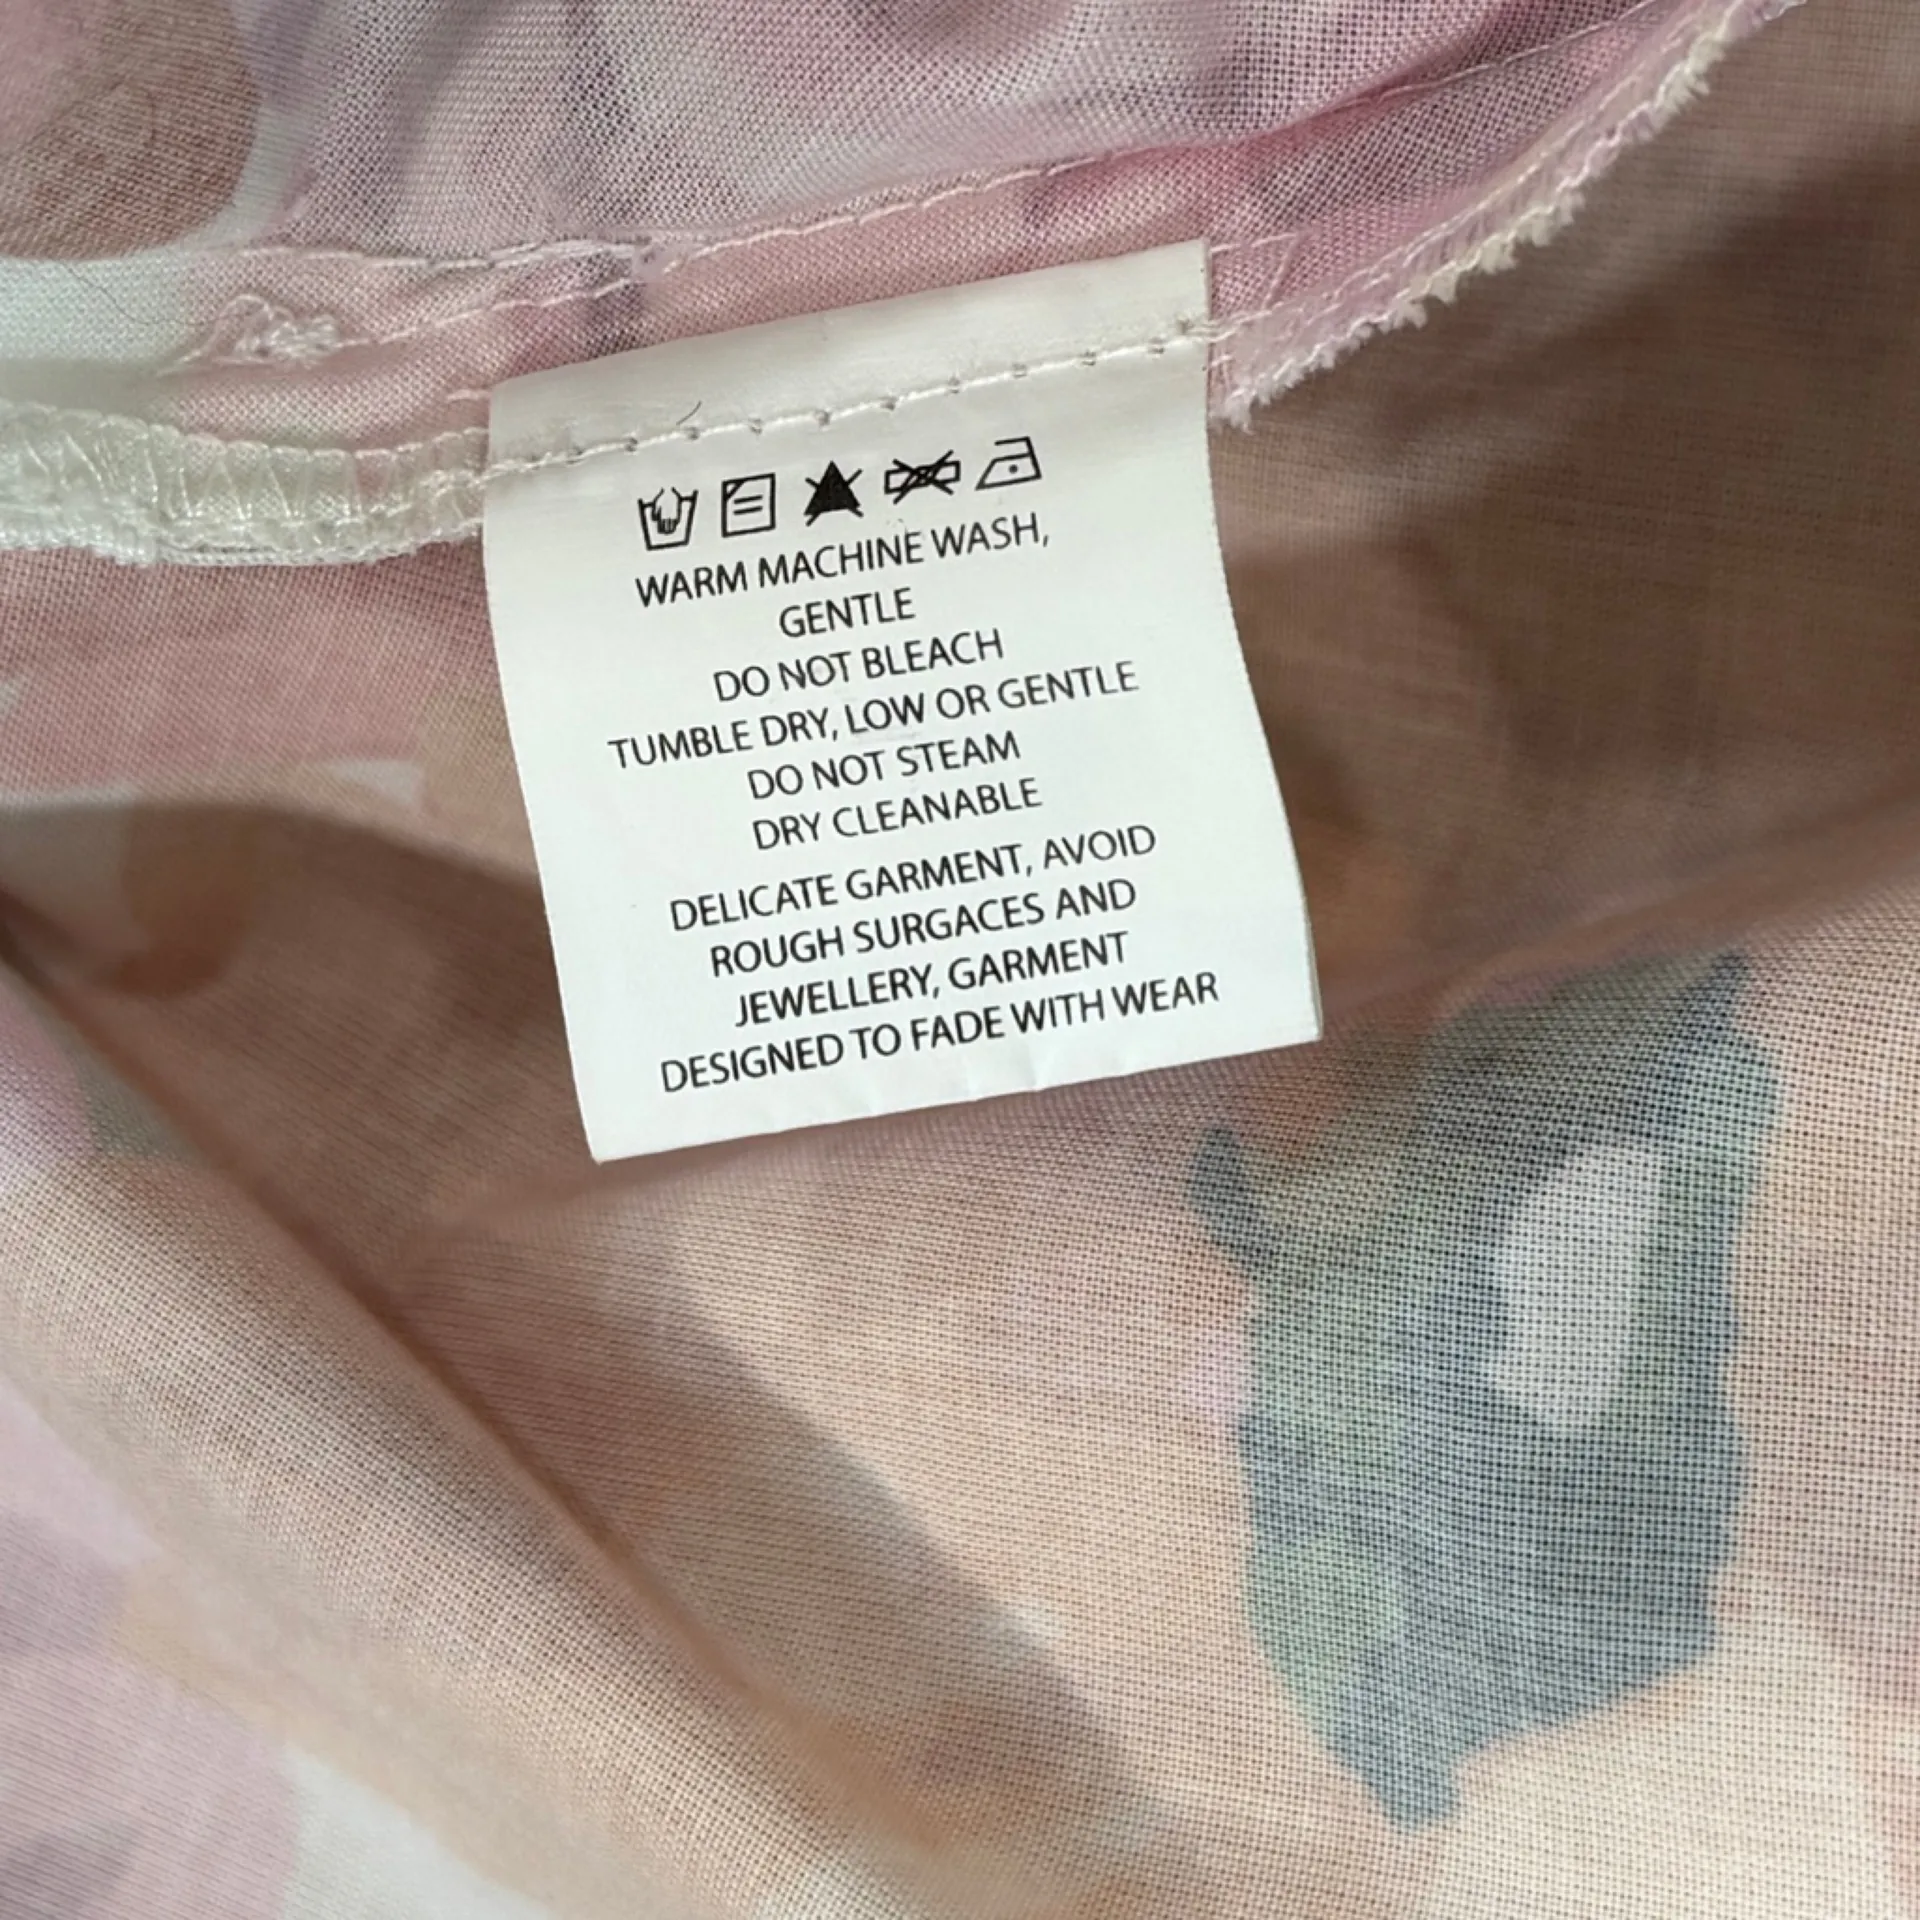 WARM MACHINE WASH,
GENTLE
DO NOT BLEACH
TUMBLE DRY, LOW OR GENTLE
DO NOT STEAM
DRY CLEANABLE
DELICATE GARMENT, AVOID
ROUGH SURGACES AND
JEWELLERY, GARMENT
DESIGNED TO FADE WITH WEAR